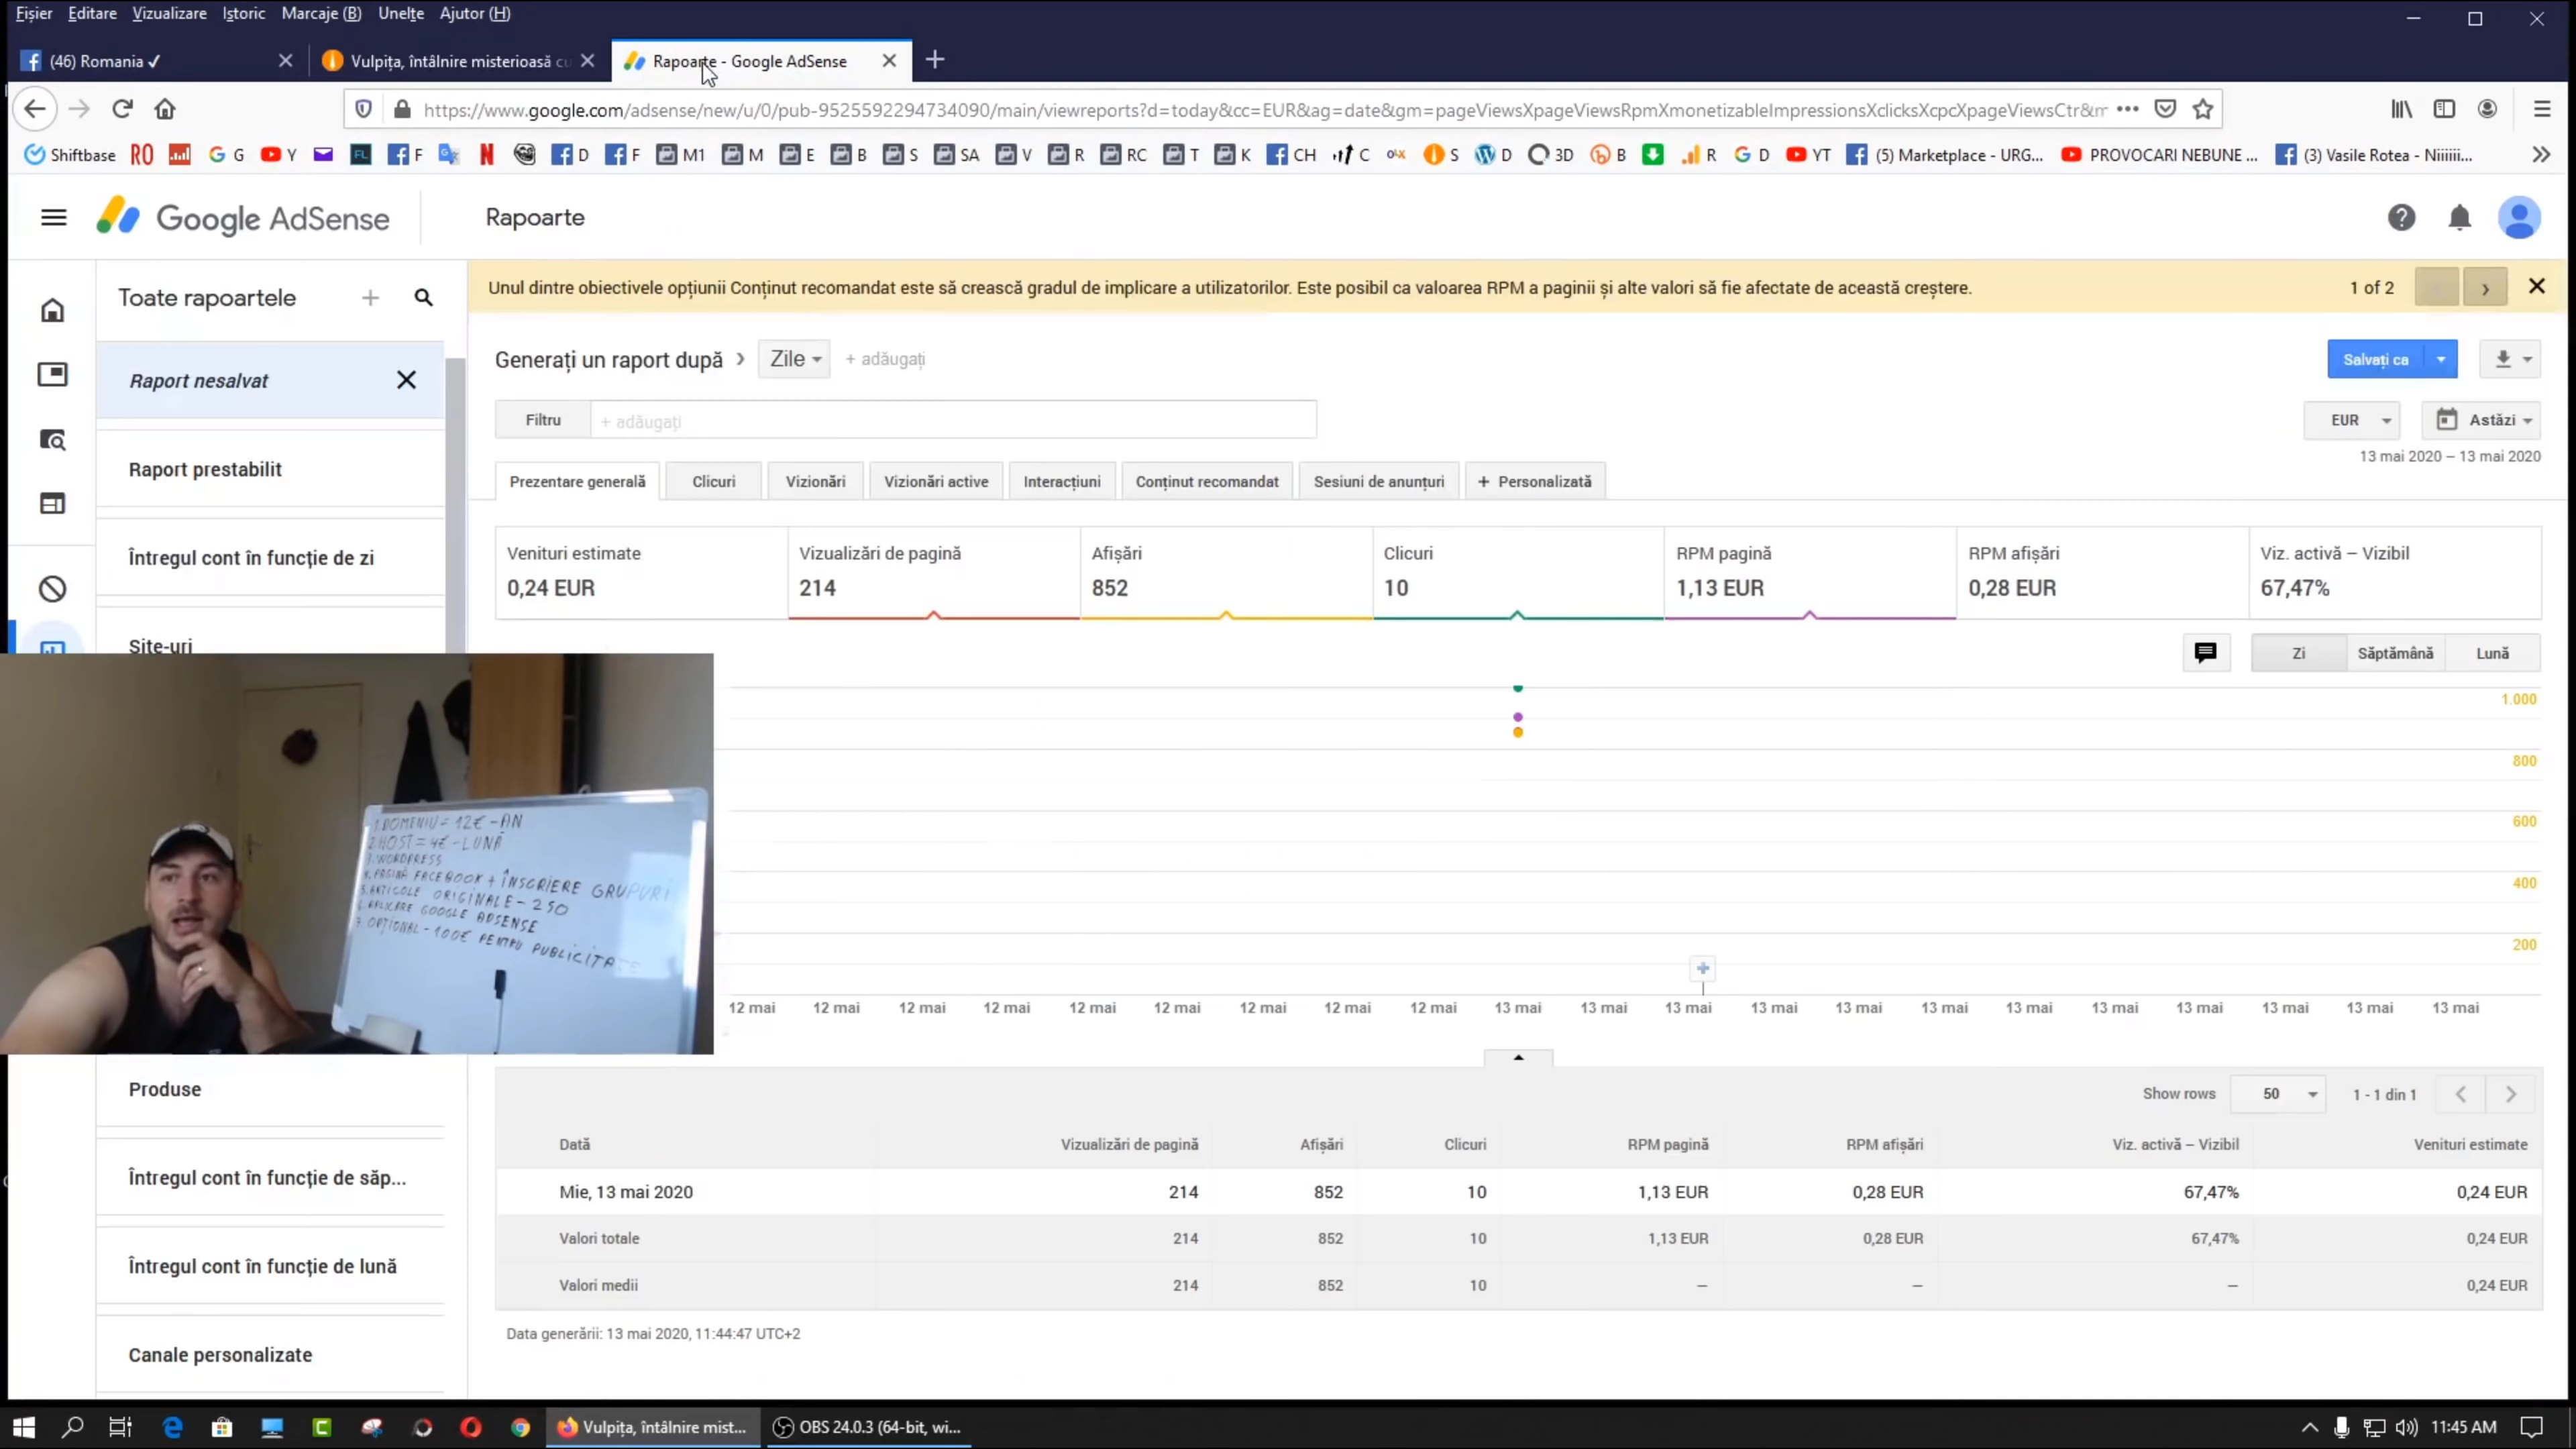 Fișier Editare Vizualizare Istoric Marcaje (B) Unelte Ajutor (H)
(46) Romania ✓
Vulpița, întâlnire misterioasă cu
Rapoarte - Google AdSense
https://www.google.com/adsense/new/u/0/pub-9525592294734090/main/viewreports?d=today&cc=EUR&ag=date&gm=pageViewsXpageViewsRpmXmonetizableImpressionsXclicksXcpcXpageViewsCtr&m
Shiftbase RO G Y FL F N D F M1 M E B S SA V R RC T K CH C olx S D 3D B R D YT (5) Marketplace - URG... PROVOCARI NEBUNE ... (3) Vasile Rotea - Niiiiii...
Google AdSense
Rapoarte
Toate rapoartele
Unul dintre obiectivele opțiunii Conținut recomandat este să crească gradul de implicare a utilizatorilor. Este posibil ca valoarea RPM a paginii și alte valori să fie afectate de această creștere.
1 of 2
Raport nesalvat
Raport prestabilit
Întregul cont în funcție de zi
Site-uri
Generați un raport după › Zile + adăugați
Salvați ca
Filtru + adăugați
EUR Astăzi
13 mai 2020 – 13 mai 2020
Prezentare generală Clicuri Vizionări Vizionări active Interacțiuni Conținut recomandat Sesiuni de anunțuri + Personalizată
Venituri estimate Vizualizări de pagină Afișări Clicuri RPM pagină RPM afișări Viz. activă – Vizibil
0,24 EUR 214 852 10 1,13 EUR 0,28 EUR 67,47%
Zi Săptămână Lună
1.000
800
600
400
200
12 mai 12 mai 12 mai 12 mai 12 mai 12 mai 12 mai 12 mai 12 mai 13 mai 13 mai 13 mai 13 mai 13 mai 13 mai 13 mai 13 mai 13 mai 13 mai 13 mai 13 mai
1. DOMENIU = 12€ - AN
2. HOST = 4€ - LUNĂ
3. WORDPRESS
4. PAGINĂ FACEBOOK + ÎNSCRIERE GRUPURI
5. ARTICOLE ORIGINALE - 250
6. APLICARE GOOGLE ADSENSE
7. OPȚIONAL - 100€ PENTRU PUBLICITATE
Produse
Întregul cont în funcție de săp...
Întregul cont în funcție de lună
Canale personalizate
Show rows 50 1 - 1 din 1
Dată Vizualizări de pagină Afișări Clicuri RPM pagină RPM afișări Viz. activă – Vizibil Venituri estimate
Mie, 13 mai 2020 214 852 10 1,13 EUR 0,28 EUR 67,47% 0,24 EUR
Valori totale 214 852 10 1,13 EUR 0,28 EUR 67,47% 0,24 EUR
Valori medii 214 852 10 – – – 0,24 EUR
Data generării: 13 mai 2020, 11:44:47 UTC+2
Vulpița, întâlnire mist...
OBS 24.0.3 (64-bit, wi...
11:45 AM